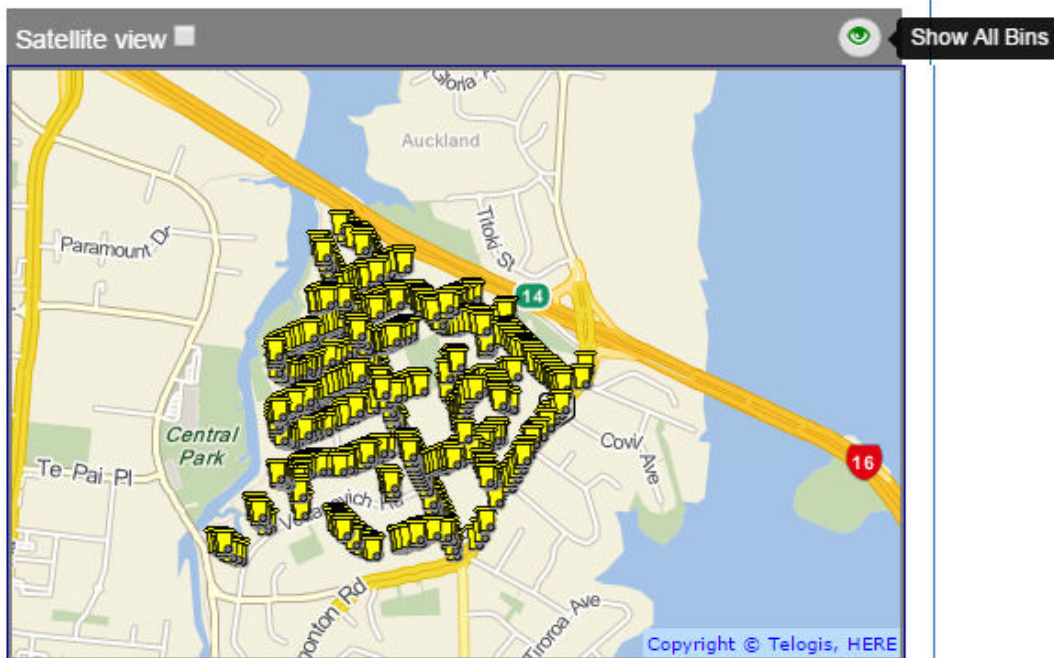 Satellite view
Show All Bins
Gloria
Auckland
Titoki St
Paramount Dr
14
Central
Park
Covil Ave
16
Te Pai Pl
Tiroroa Ave
Copyright © Telogis, HERE